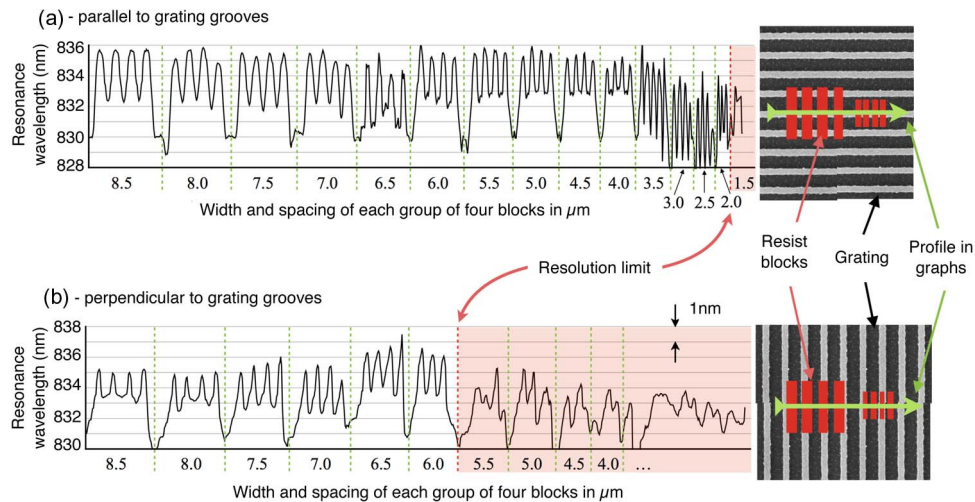 (a) - parallel to grating grooves
Resonance
wavelength (nm)
836
834
832
830
828
8.5 8.0 7.5 7.0 6.5 6.0 5.5 5.0 4.5 4.0 3.5 3.0 2.5 2.0 1.5
Width and spacing of each group of four blocks in µm
Resolution limit
Resist
blocks
Grating
Profile in
graphs
(b) - perpendicular to grating grooves
1nm
Resonance
wavelength (nm)
838
836
834
832
830
8.5 8.0 7.5 7.0 6.5 6.0 5.5 5.0 4.5 4.0 ...
Width and spacing of each group of four blocks in µm